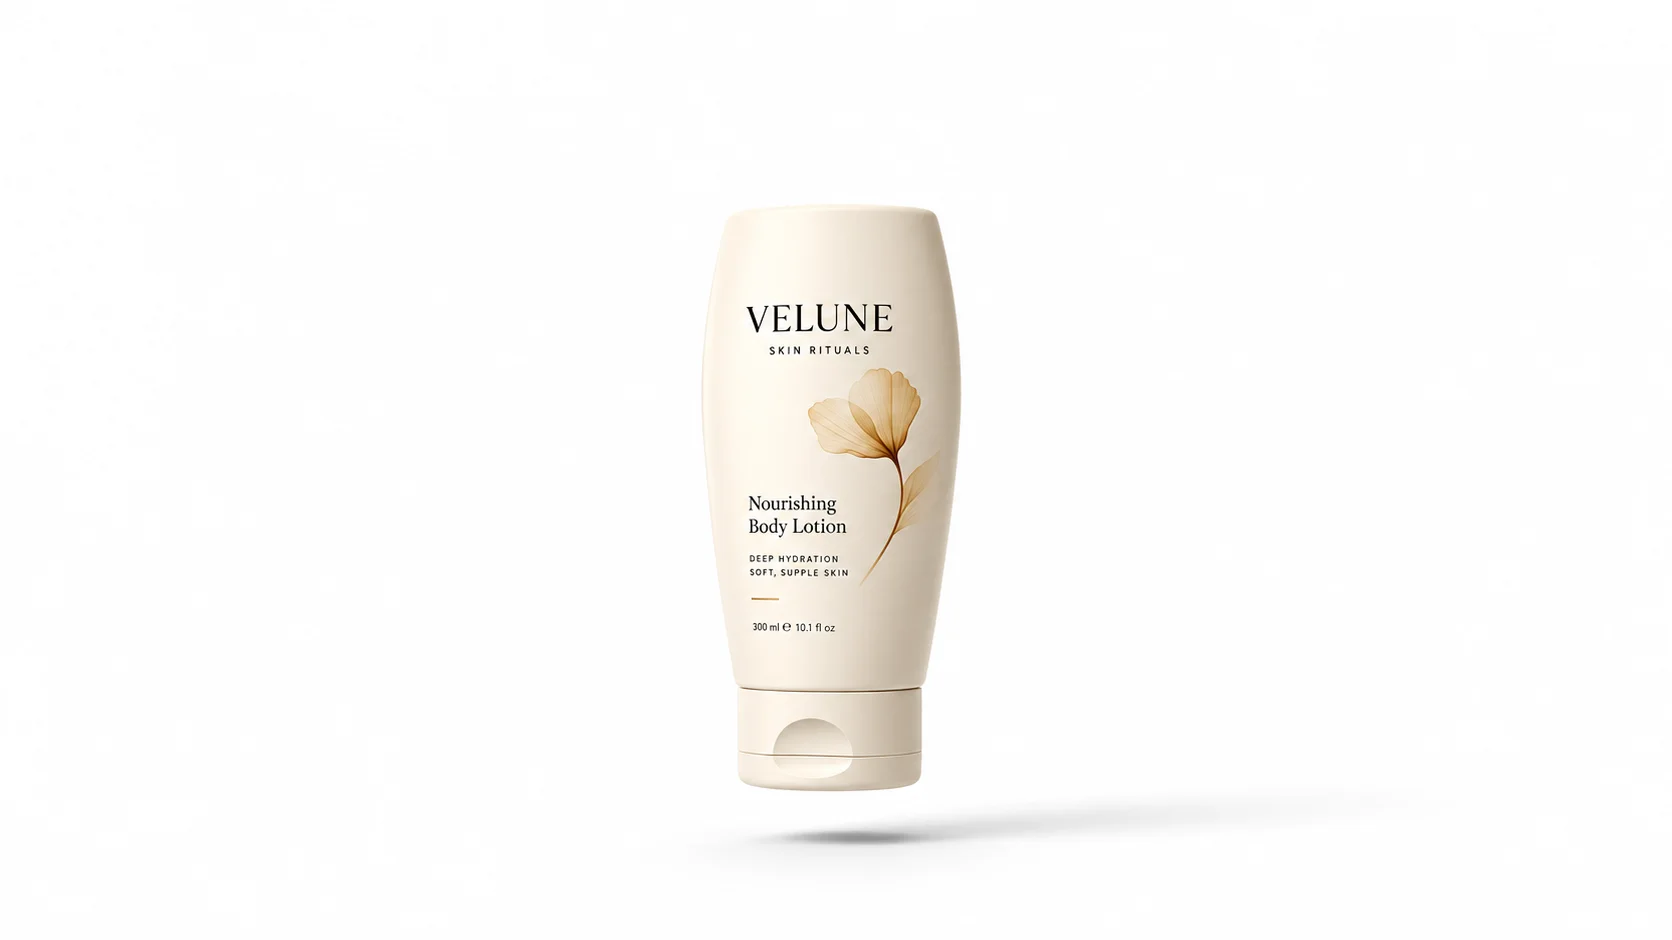 VELUNE
SKIN RITUALS
Nourishing
Body Lotion
DEEP HYDRATION
SOFT, SUPPLE SKIN
300 ml ℮ 10.1 fl oz